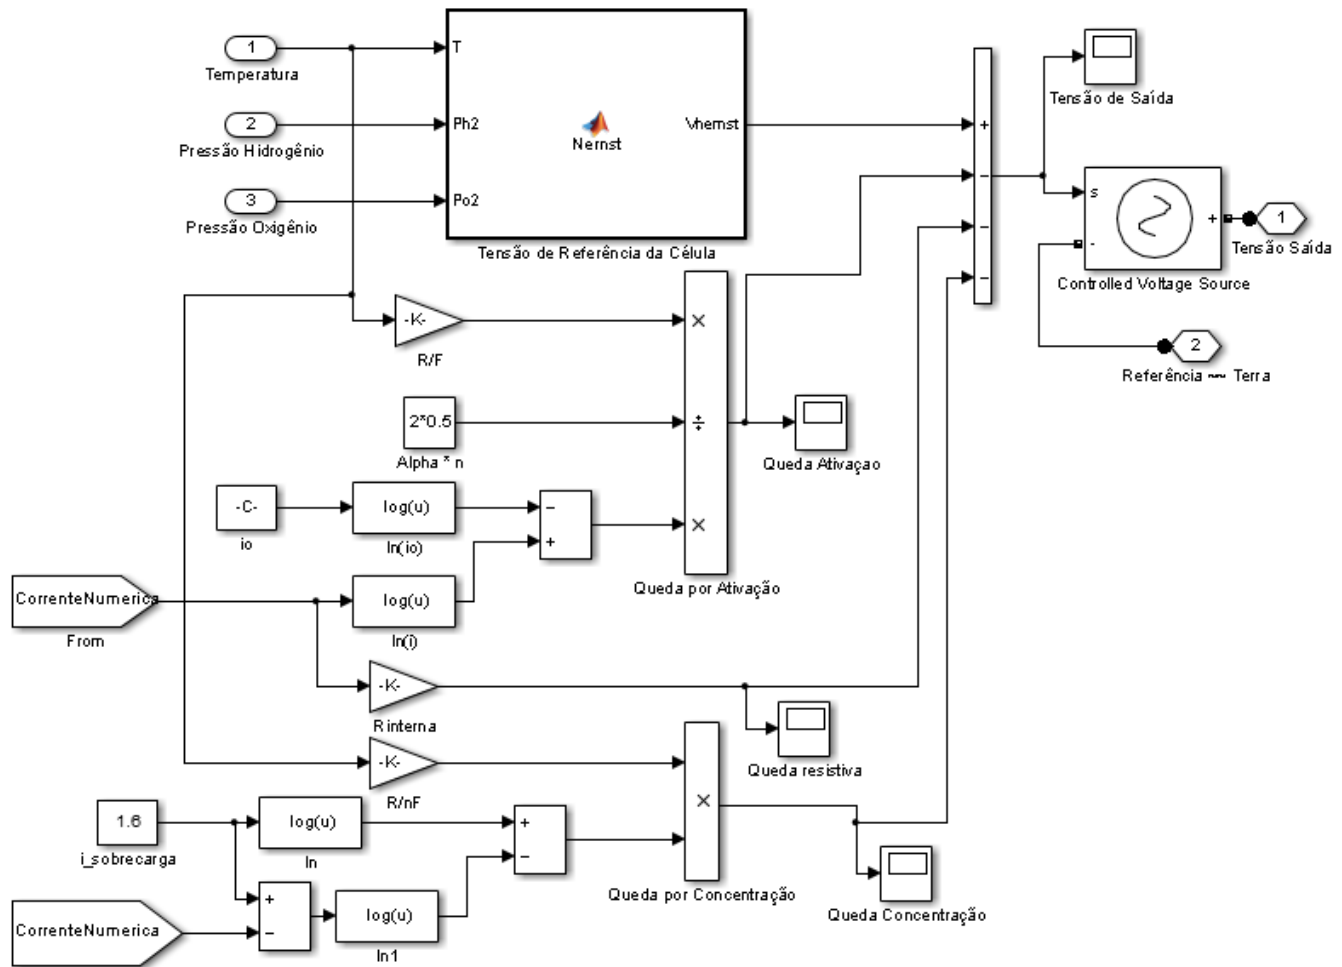 1
Temperatura
2
Pressão Hidrogênio
3
Pressão Oxigênio
T
Ph2
Po2
Nernst
Vhernst
Tensão de Referência da Célula
Tensão de Saída
s
+
-
1
Tensão Saída
Controlled Voltage Source
2
Referência
Terra
+
−
−
−
-K-
R/F
2*0.5
Alpha * n
×
÷
×
Queda por Ativação
Queda Ativaçao
-C-
io
log(u)
ln(io)
−
+
CorrenteNumerica
From
log(u)
ln(i)
-K-
Rinterna
Queda resistiva
-K-
R/nF
×
Queda por Concentração
Queda Concentração
1.6
i_sobrecarga
log(u)
ln
+
−
+
−
log(u)
ln1
CorrenteNumerica